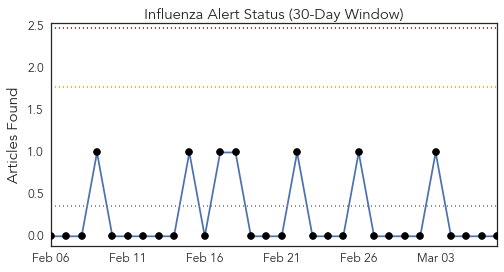 Influenza Alert Status (30-Day Window)
Articles Found
2.5
2.0
1.5
1.0
0.5
0.0
Feb 06 Feb 11 Feb 16 Feb 21 Feb 26 Mar 03